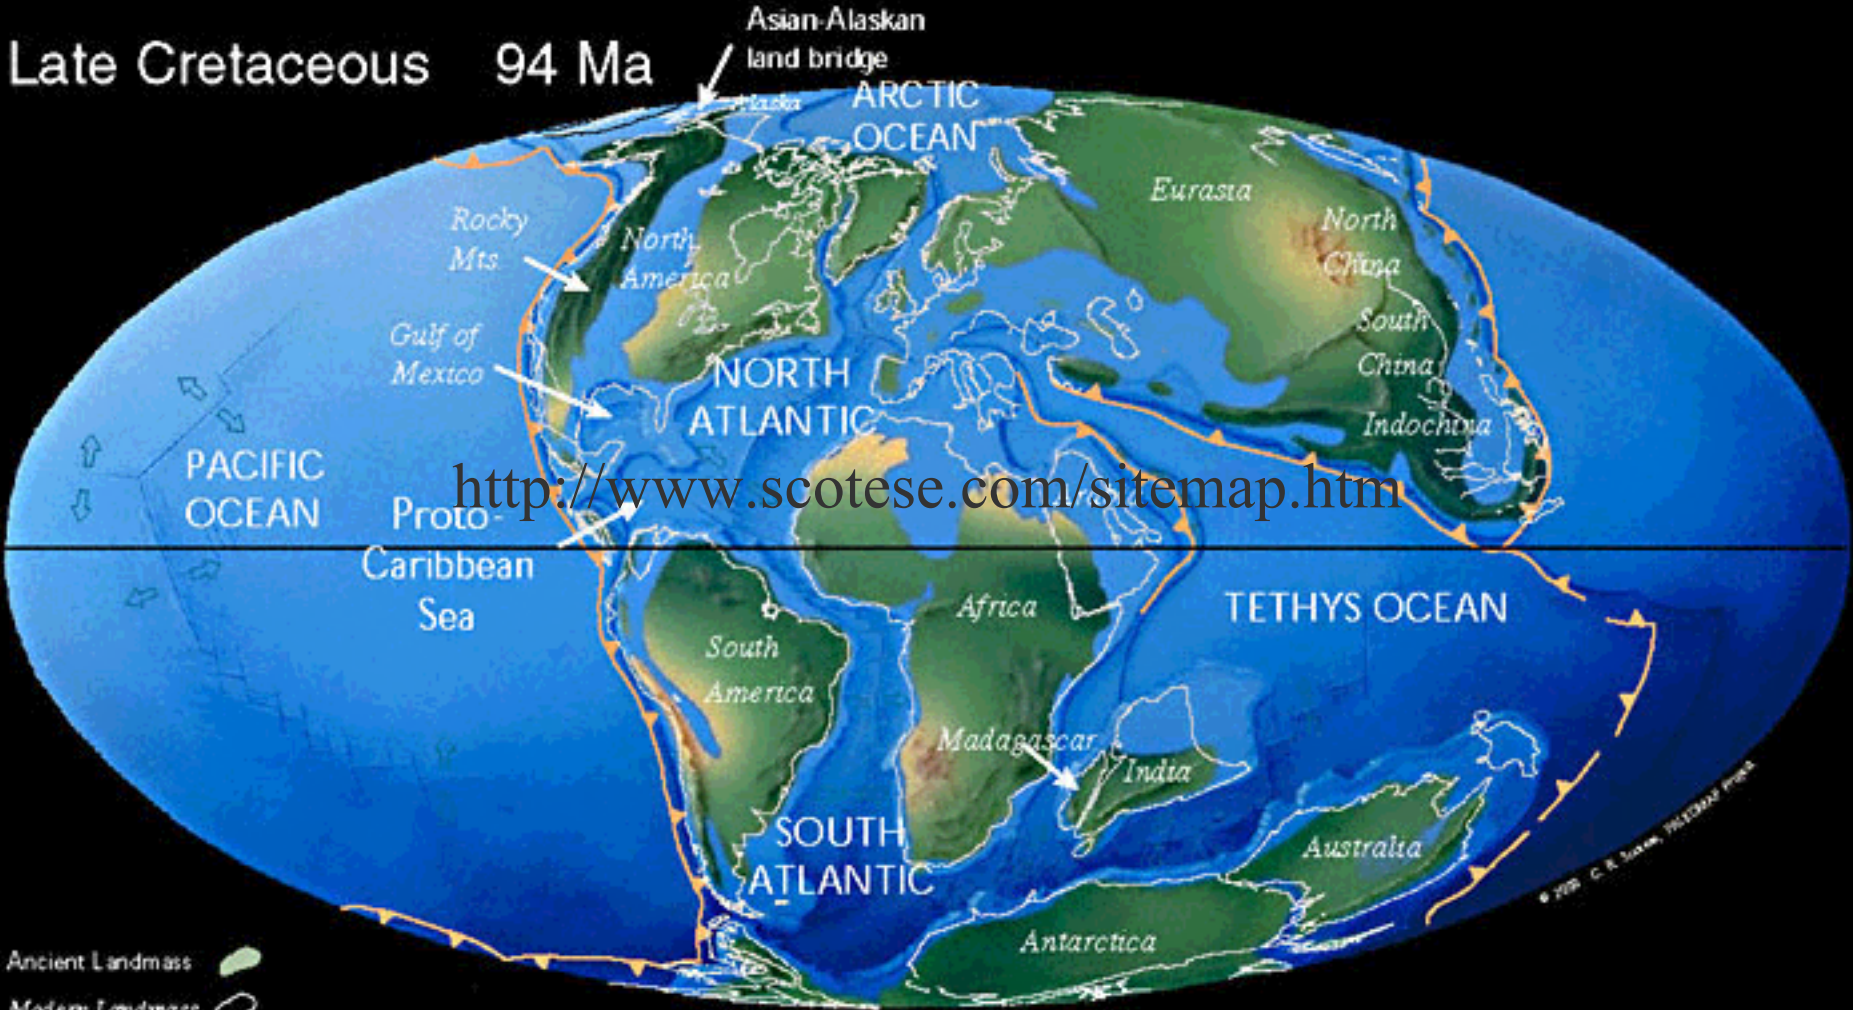 Late Cretaceous 94 Ma
Asian-Alaskan
land bridge
Alaska
ARCTIC
OCEAN
Eurasia
Rocky
Mts.
North
America
North
China
South
China
Gulf of
Mexico
NORTH
ATLANTIC
Indochina
PACIFIC
OCEAN
http://www.scotese.com/sitemap.htm
Proto-
Caribbean
Sea
Africa
TETHYS OCEAN
South
America
Madagascar
India
SOUTH
ATLANTIC
Australia
Antarctica
Ancient Landmass
Modern Landmass